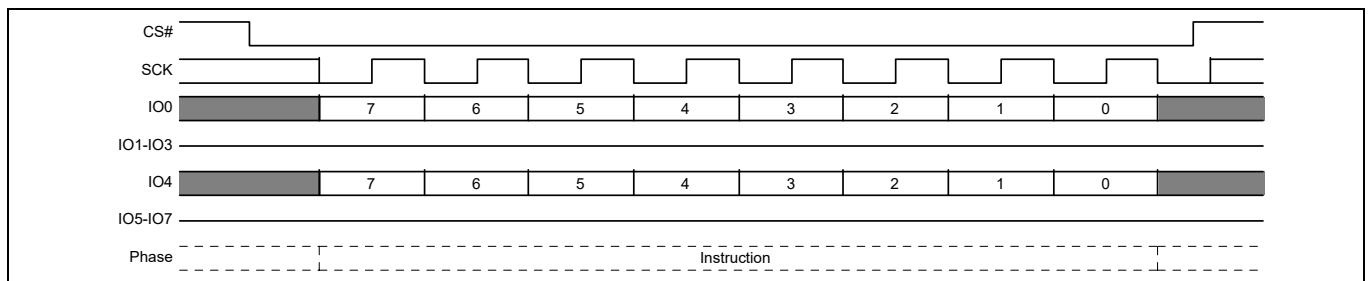 CS#
SCK
IO0 7 6 5 4 3 2 1 0
IO1-IO3
IO4 7 6 5 4 3 2 1 0
IO5-IO7
Phase Instruction